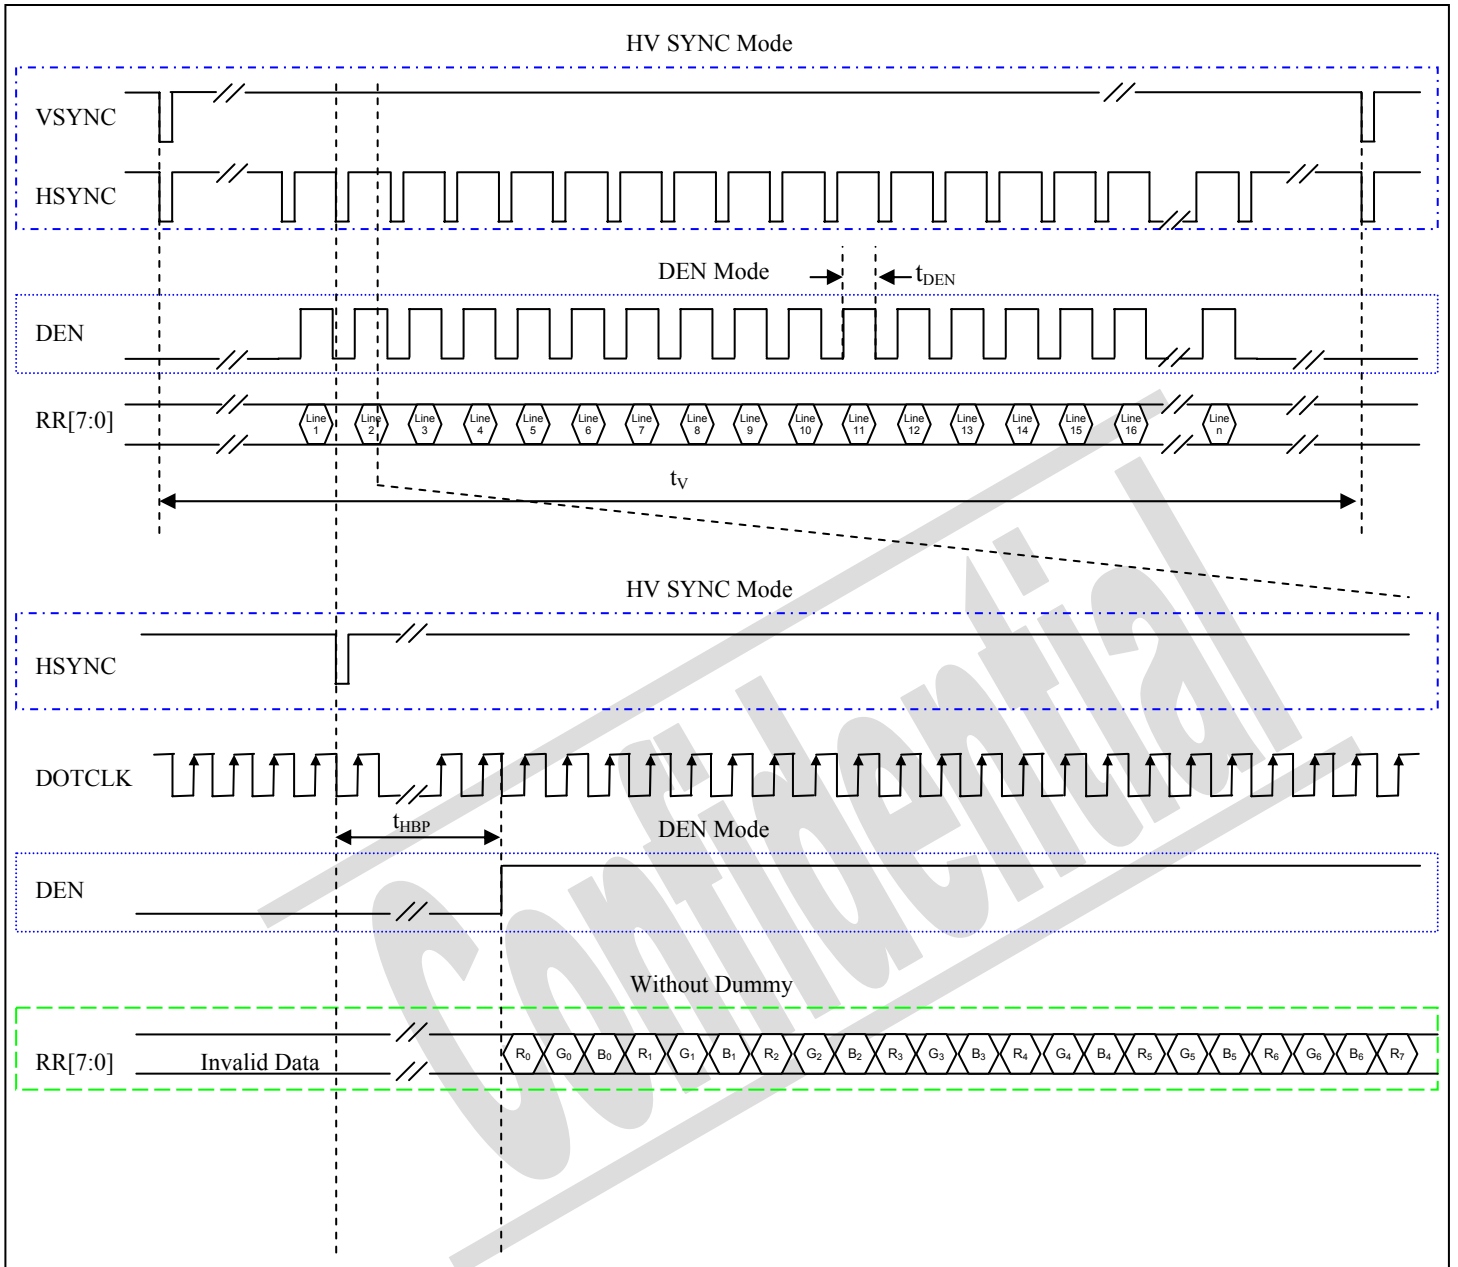 HV SYNC Mode
VSYNC
HSYNC
DEN Mode
tDEN
DEN
RR[7:0]
Line 1 Line 2 Line 3 Line 4 Line 5 Line 6 Line 7 Line 8 Line 9 Line 10 Line 11 Line 12 Line 13 Line 14 Line 15 Line 16 Line n
tV
HV SYNC Mode
HSYNC
DOTCLK
tHBP
DEN Mode
DEN
Without Dummy
RR[7:0]
Invalid Data
R0 G0 B0 R1 G1 B1 R2 G2 B2 R3 G3 B3 R4 G4 B4 R5 G5 B5 R6 G6 B6 R7
Confidential